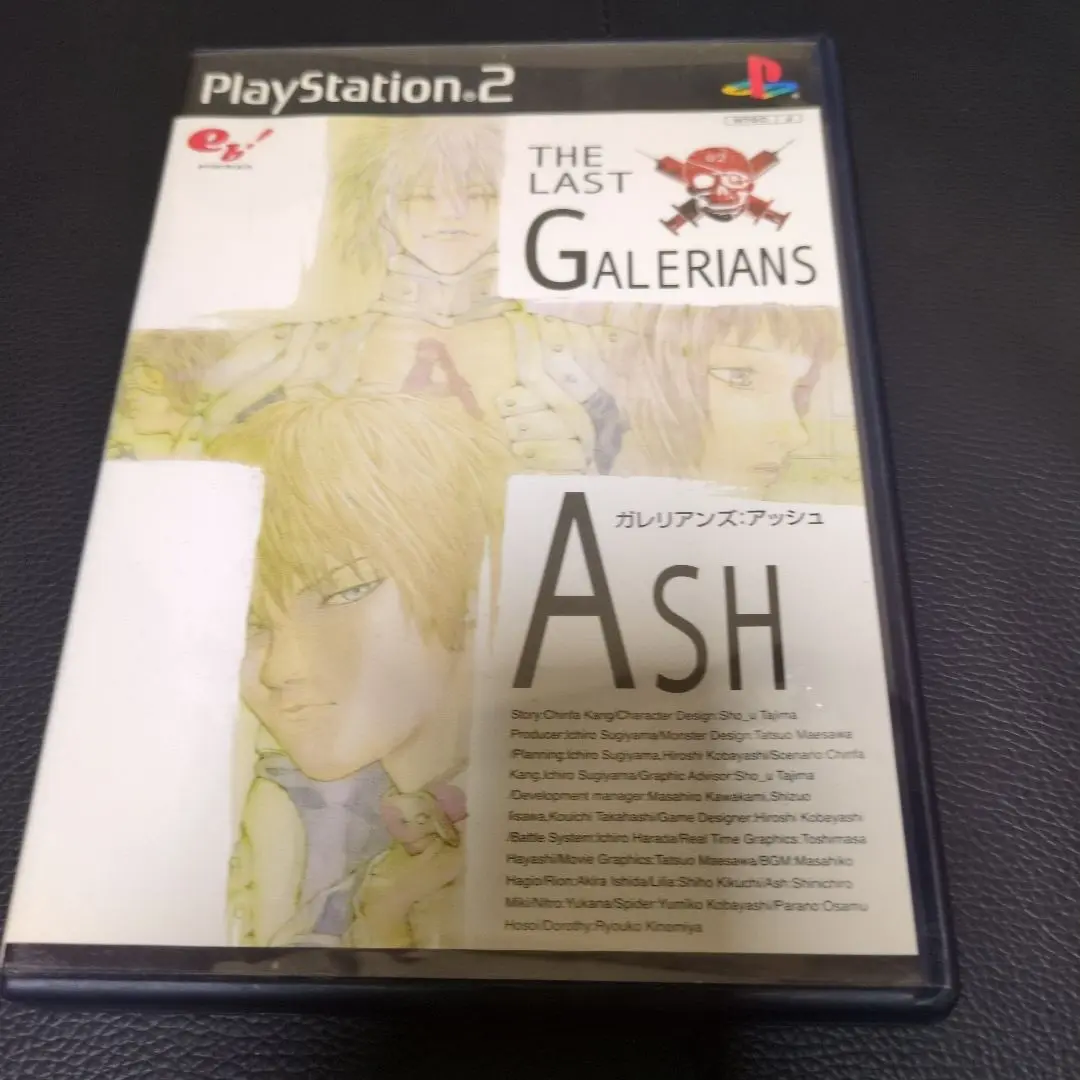 PlayStation®2
eb!
THE
LAST
GALERIANS
ガレリアンズ:アッシュ
ASH
Story:Chinfa Kang/Character Design:Sho_u Tajima
Producer:Ichiro Sugiyama/Monster Design:Tatsuo Maesawa
/Planning:Ichiro Sugiyama,Hiroshi Kobayashi/Scenario:Chinfa
Kang,Ichiro Sugiyama/Graphic Advisor:Sho_u Tajima
/Development manager:Masahiro Kawakami,Shizuo
Iisawa,Kouichi Takahashi/Game Designer:Hiroshi Kobayashi
/Battle System:Ichiro Harada/Real Time Graphics:Toshimasa
Hayashi/Movie Graphics:Tatsuo Maesawa/BGM:Masahiko
Hagio/Rion:Akira Ishida/Lilia:Shiho Kikuchi/Ash:Shinichiro
Miki/Nitro:Yukana/Spider:Yumiko Kobayashi/Parano:Osamu
Hosoi/Dorothy:Ryouko Kinomiya